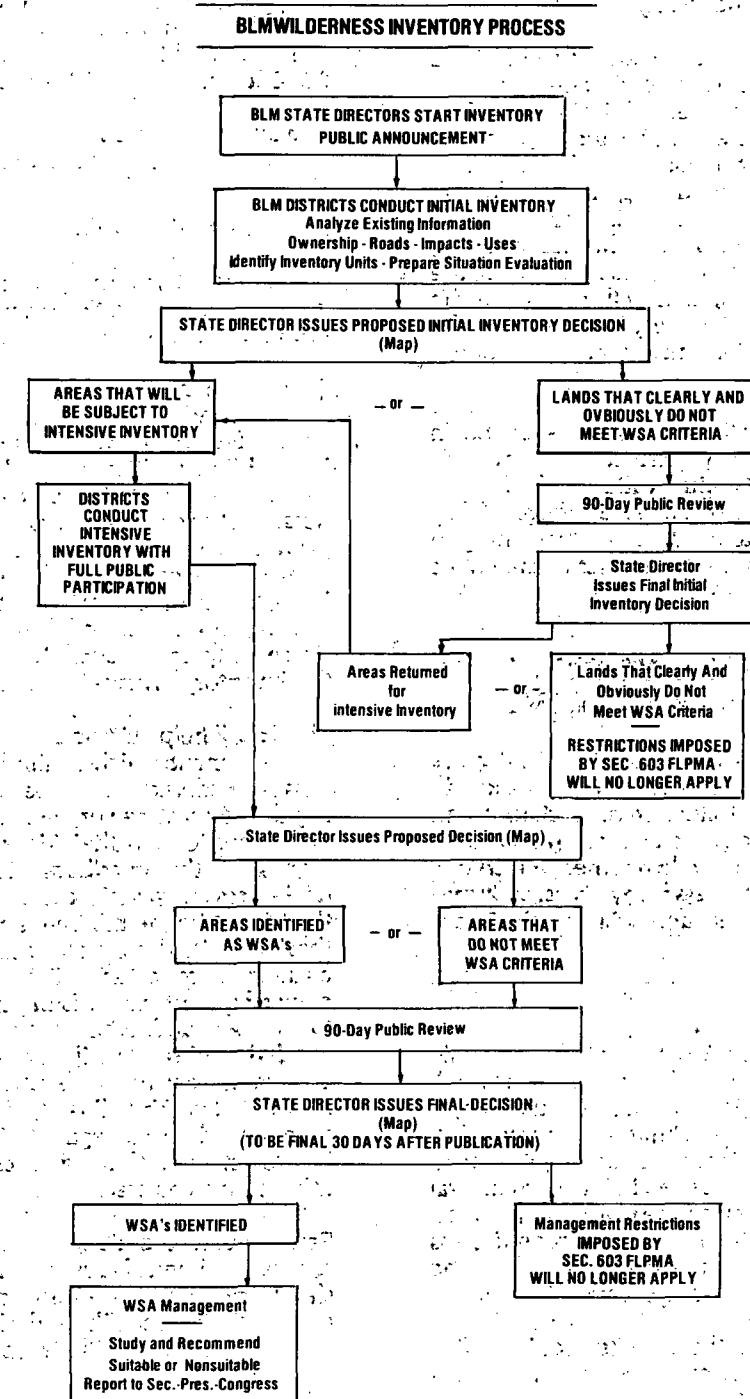 BLMWILDERNESS INVENTORY PROCESS
BLM STATE DIRECTORS START INVENTORY
PUBLIC ANNOUNCEMENT
BLM DISTRICTS CONDUCT INITIAL INVENTORY
Analyze Existing Information
Ownership - Roads - Impacts - Uses
Identify Inventory Units - Prepare Situation Evaluation
STATE DIRECTOR ISSUES PROPOSED INITIAL INVENTORY DECISION
(Map)
AREAS THAT WILL
BE SUBJECT TO
INTENSIVE INVENTORY
— or —
LANDS THAT CLEARLY AND
OVBIOUSLY DO NOT
MEET WSA CRITERIA
DISTRICTS
CONDUCT
INTENSIVE
INVENTORY WITH
FULL PUBLIC
PARTICIPATION
90-Day Public Review
State Director
Issues Final Initial
Inventory Decision
Areas Returned
for
intensive Inventory
— or —
Lands That Clearly And
Obviously Do Not
Meet WSA Criteria
RESTRICTIONS IMPOSED
BY SEC. 603 FLPMA
WILL NO LONGER APPLY
State Director Issues Proposed Decision (Map)
AREAS IDENTIFIED
AS WSA's
— or —
AREAS THAT
DO NOT MEET
WSA CRITERIA
90-Day Public Review
STATE DIRECTOR ISSUES FINAL DECISION
(Map)
(TO BE FINAL 30 DAYS AFTER PUBLICATION)
WSA's IDENTIFIED
Management Restrictions
IMPOSED BY
SEC. 603 FLPMA
WILL NO LONGER APPLY
WSA Management
Study and Recommend
Suitable or Nonsuitable
Report to Sec.-Pres.-Congress